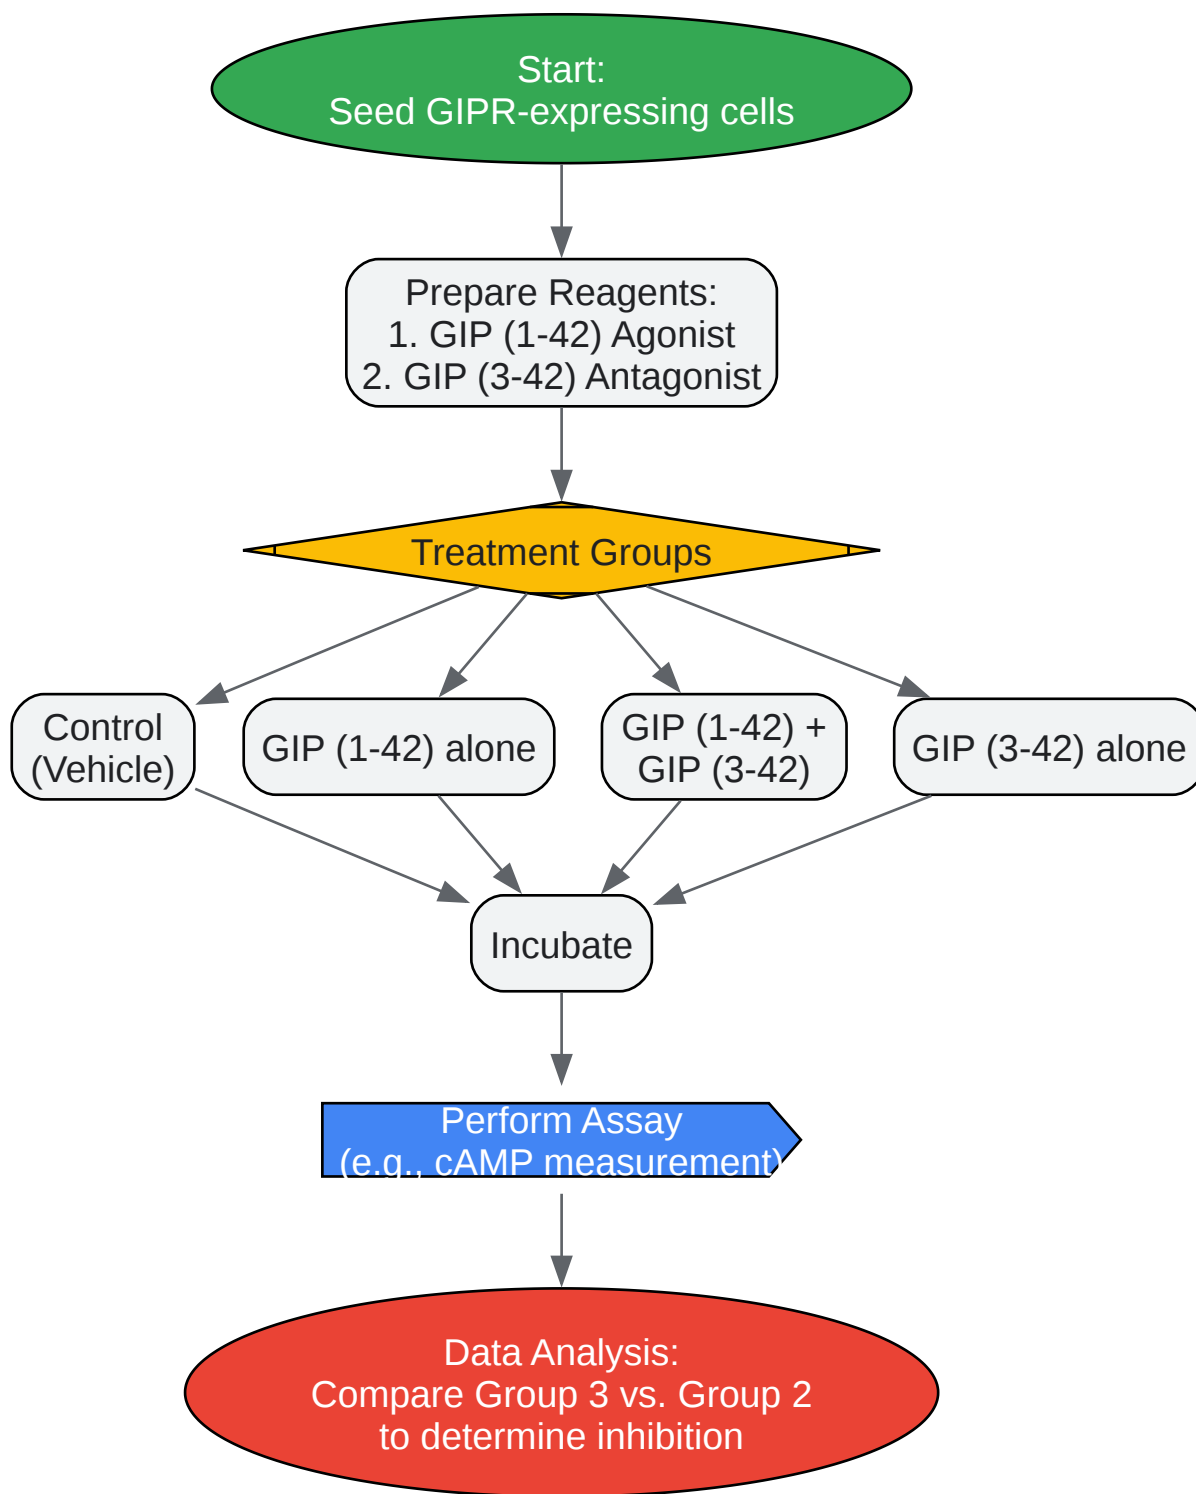 Start:
Seed GIPR-expressing cells
Prepare Reagents:
1. GIP (1-42) Agonist
2. GIP (3-42) Antagonist
Treatment Groups
Control
(Vehicle)
GIP (1-42) alone
GIP (1-42) +
GIP (3-42)
GIP (3-42) alone
Incubate
Perform Assay
(e.g., cAMP measurement)
Data Analysis:
Compare Group 3 vs. Group 2
to determine inhibition